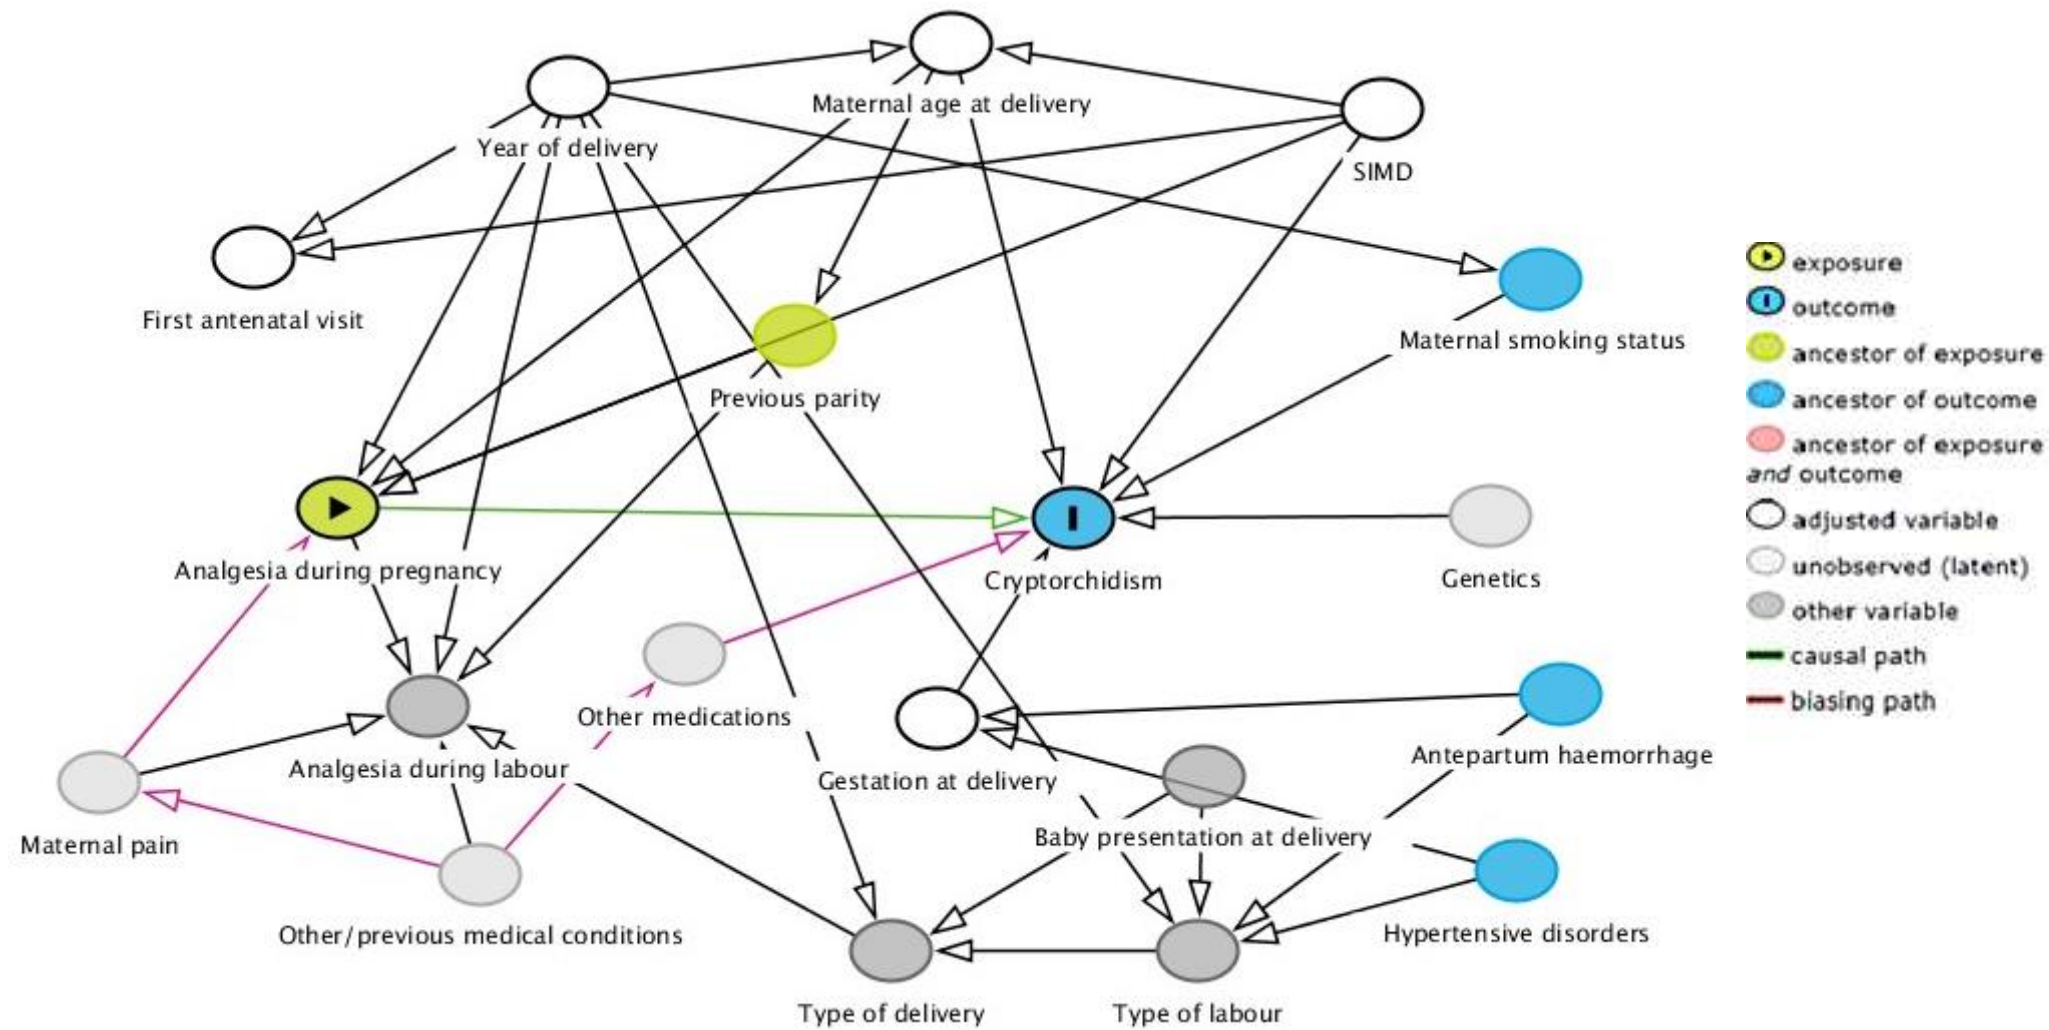 Maternal age at delivery
Year of delivery
SIMD
First antenatal visit
Maternal smoking status
Previous parity
Analgesia during pregnancy
Cryptorchidism
Genetics
Other medications
Analgesia during labour
Gestation at delivery
Antepartum haemorrhage
Maternal pain
Baby presentation at delivery
Other/previous medical conditions
Hypertensive disorders
Type of delivery
Type of labour
exposure
outcome
ancestor of exposure
ancestor of outcome
ancestor of exposure
and outcome
adjusted variable
unobserved (latent)
other variable
causal path
biasing path